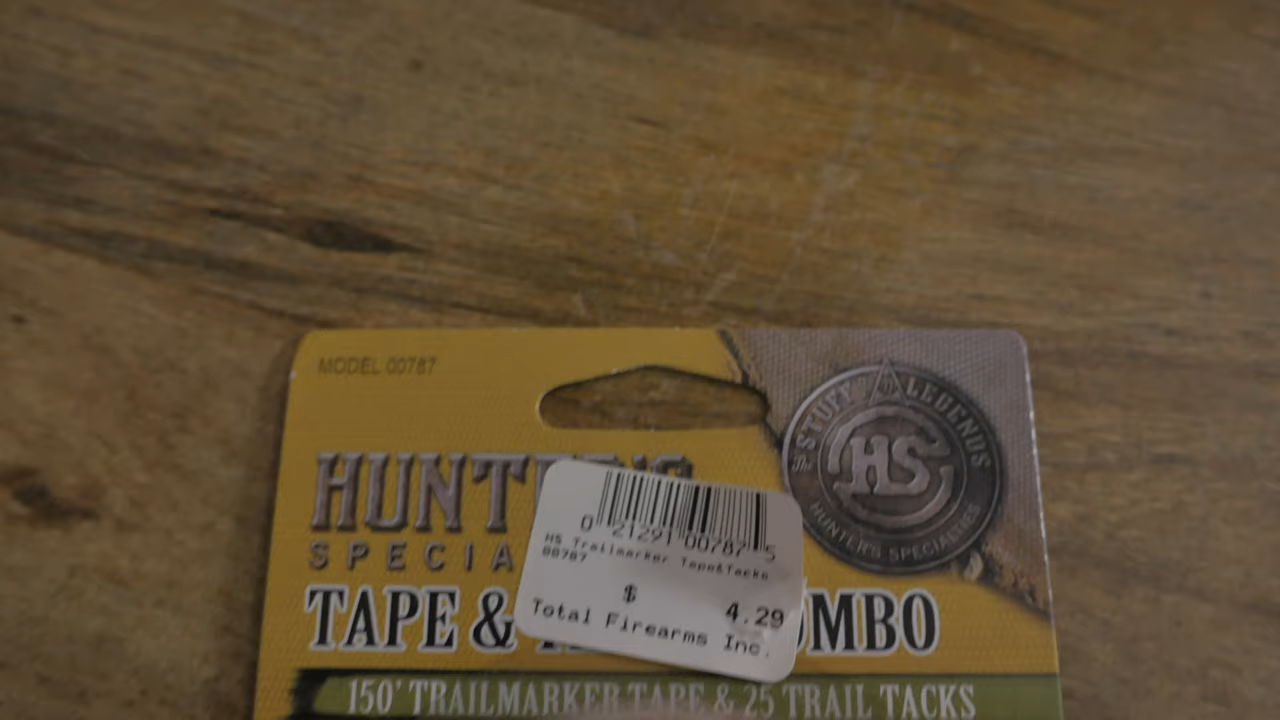 MODEL 00787
STUFF OF LEGENDS
HS
HUNTER'S SPECIALTIES
HUNTER'S
SPECIA
0 21291 00787 5
HS Trailmarker Tape&Tacks
00787
$ 4.29
Total Firearms Inc.
TAPE & OMBO
150' TRAILMARKER TAPE & 25 TRAIL TACKS